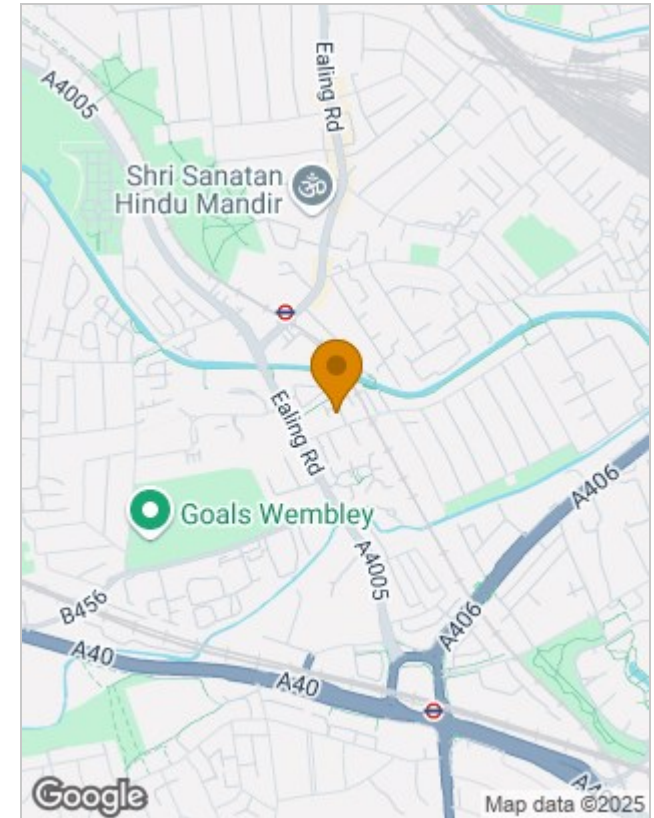 A4005
Ealing Rd
Shri Sanatan
Hindu Mandir
Ealing Rd
A406
Goals Wembley
A4005
B456
A406
A40
A40
Google
Map data ©2025